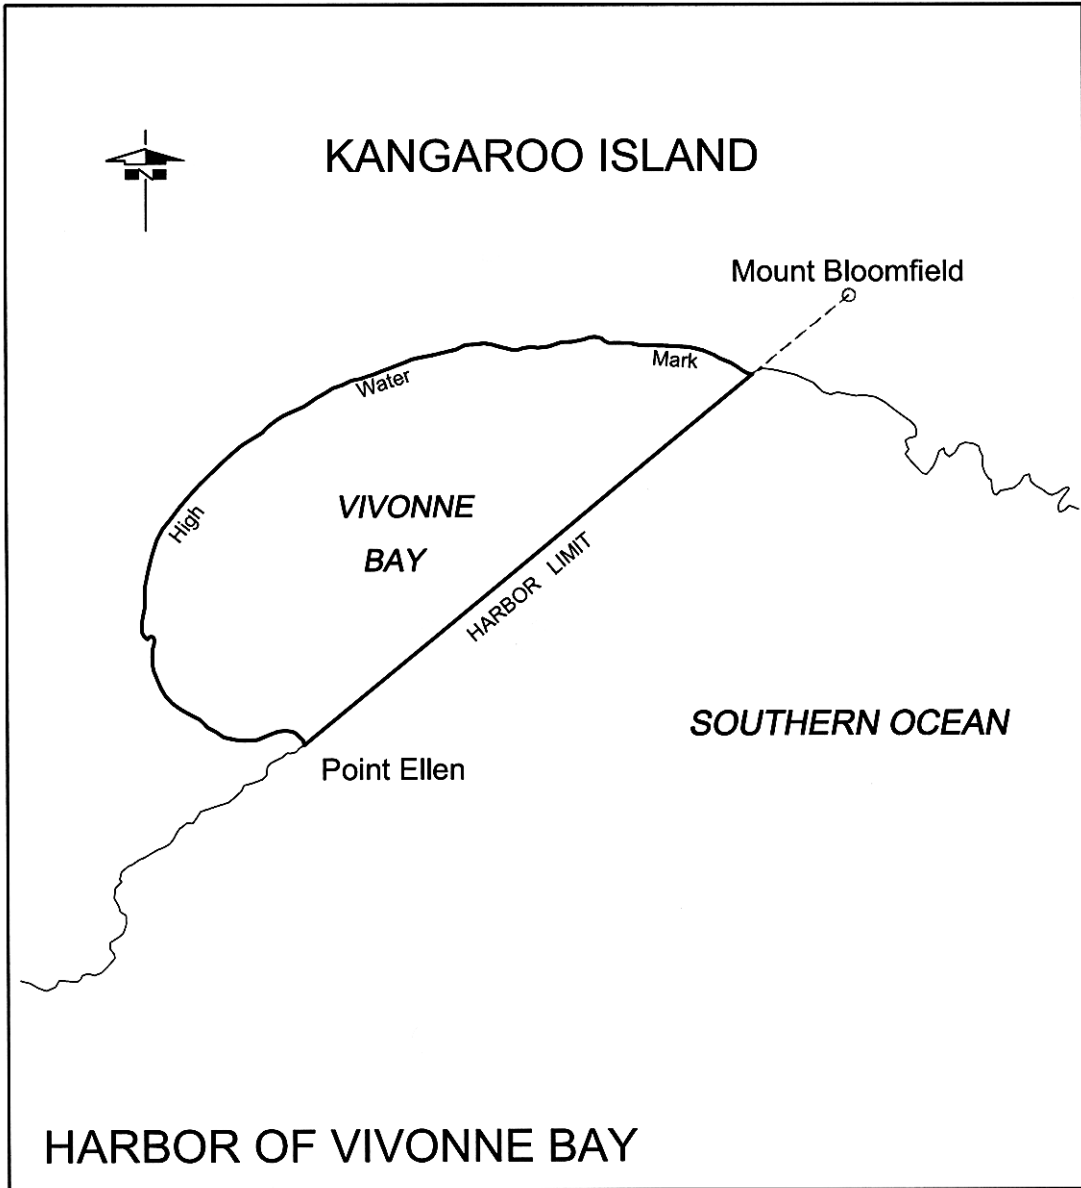 KANGAROO ISLAND
N
Mount Bloomfield
Mark
Water
High
VIVONNE
BAY
HARBOR LIMIT
SOUTHERN OCEAN
Point Ellen
HARBOR OF VIVONNE BAY